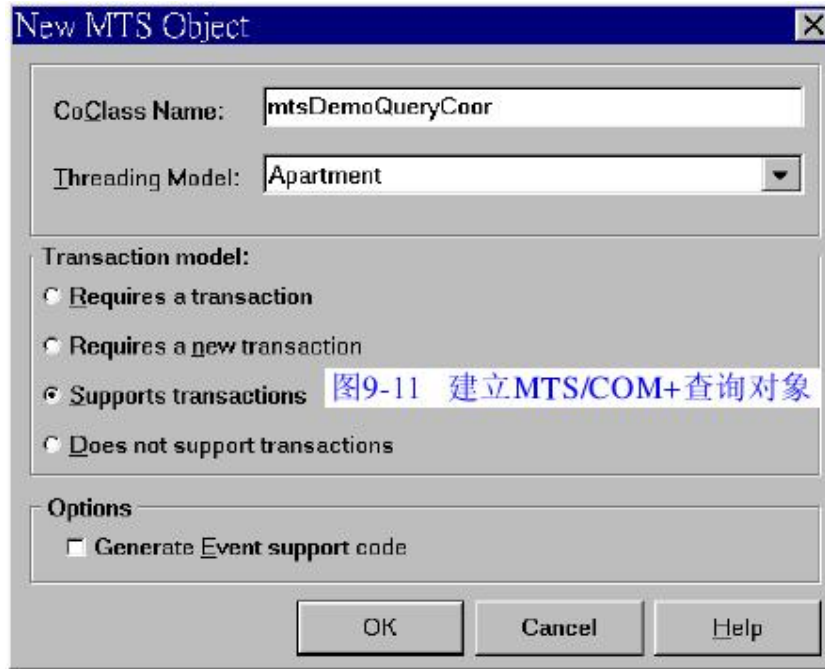 New MTS Object
CoClass Name: mtsDemoQueryCoor
Threading Model: Apartment
Transaction model:
Requires a transaction
Requires a new transaction
Supports transactions 图9-11 建立MTS/COM+查询对象
Does not support transactions
Options
Generate Event support code
OK Cancel Help